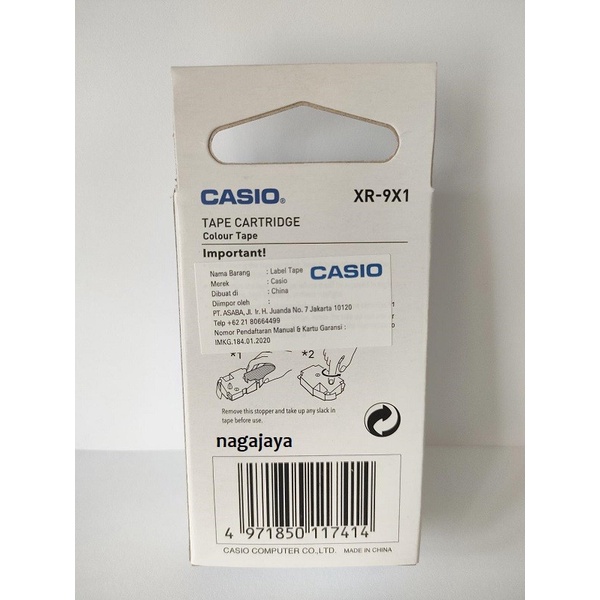 CASIO® XR-9X1
TAPE CARTRIDGE
Colour Tape
Important!
Nama Barang : Label Tape CASIO
Merek : Casio
Dibuat di : China
Diimpor oleh :
PT. ASABA, Jl. Ir. H. Juanda No. 7 Jakarta 10120
Telp +62 21 80664499
Nomor Pendaftaran Manual & Kartu Garansi :
IMKG.184.01.2020
*1 *2
Remove this stopper and take up any slack in
tape before use.
nagajaya
4 971850 117414
CASIO COMPUTER CO.,LTD. MADE IN CHINA